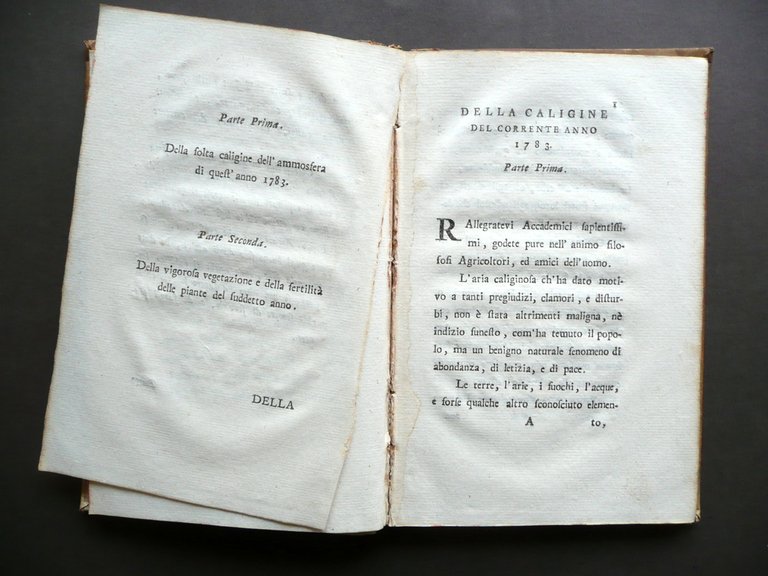 Parte Prima.
Della folta caligine dell'ammosfera
di quest'anno 1783.
Parte Seconda.
Della vigorosa vegetazione e della fertilità
delle piante del suddetto anno.
DELLA
1
DELLA CALIGINE
DEL CORRENTE ANNO
1783.
Parte Prima.
RAllegratevi Accademici sapientissi-
mi, godete pure nell'animo filo-
sofi Agricoltori, ed amici dell'uomo.
L'aria caliginosa ch'ha dato moti-
vo a tanti pregiudizj, clamori, e distur-
bi, non è stata altrimenti maligna, nè
indizio funesto, com'ha temuto il popo-
lo, ma un benigno naturale fenomeno di
abondanza, di letizia, e di pace.
Le terre, l'arie, i fuochi, l'acque,
e forse qualche altro sconosciuto elemen-
A to,